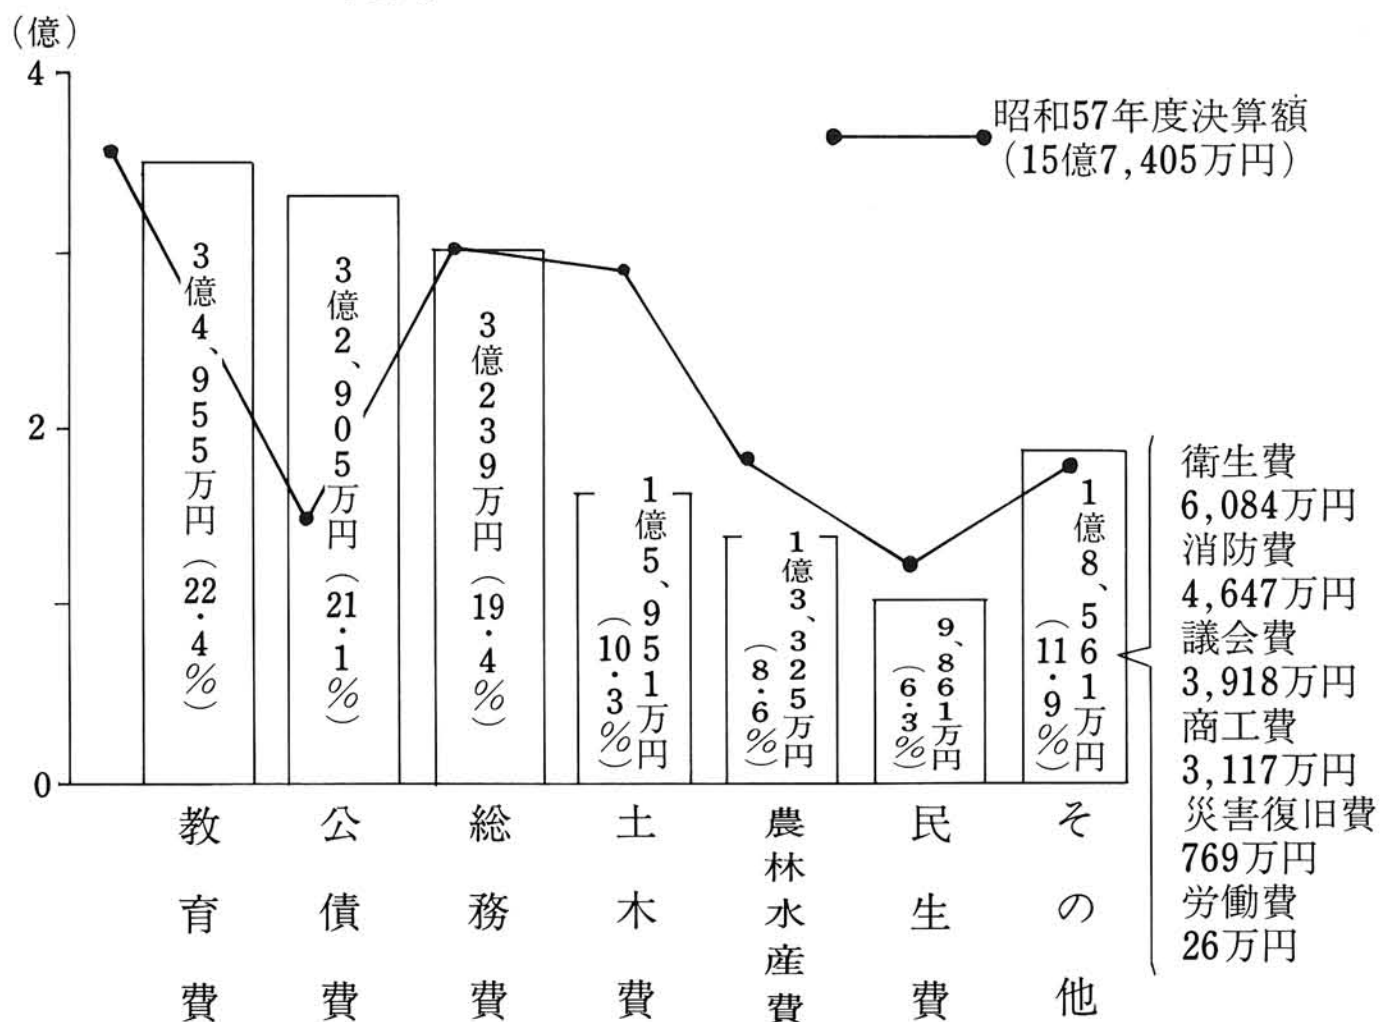 (億)
4
2
0
昭和57年度決算額
(15億7,405万円)
3億4、955万円(22・4%)
3億2、905万円(21・1%)
3億239万円(19・4%)
1億5、951万円
(10・3%)
1億3、325万円
(8・6%)
9、861万円
(6・3%)
1億8、561万円
(11・9%)
教育費
公債費
総務費
土木費
農林水産費
民生費
その他
衛生費
6,084万円
消防費
4,647万円
議会費
3,918万円
商工費
3,117万円
災害復旧費
769万円
労働費
26万円